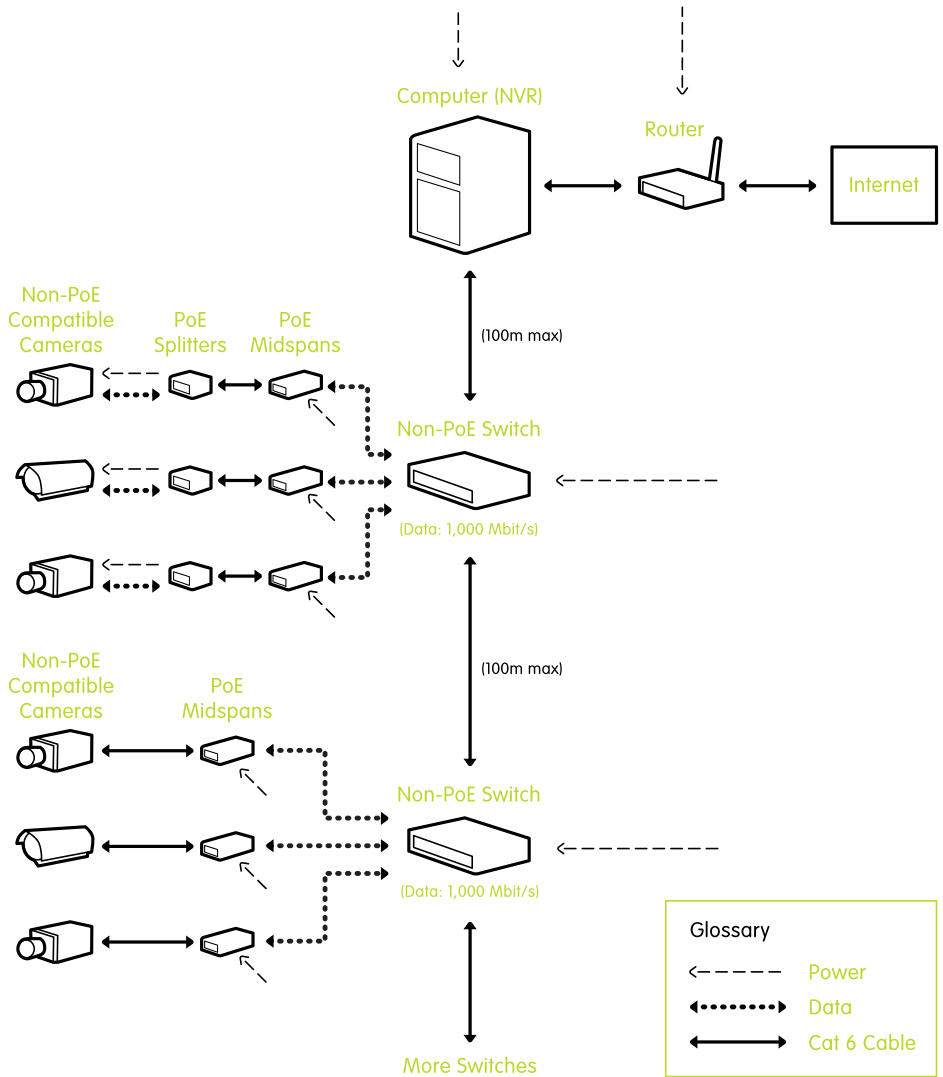 Computer (NVR)
Router
Internet
Non-PoE
Compatible
Cameras
PoE
Splitters
PoE
Midspans
(100m max)
Non-PoE Switch
(Data: 1,000 Mbit/s)
(100m max)
Non-PoE
Compatible
Cameras
PoE
Midspans
Non-PoE Switch
(Data: 1,000 Mbit/s)
More Switches
Glossary
Power
Data
Cat 6 Cable